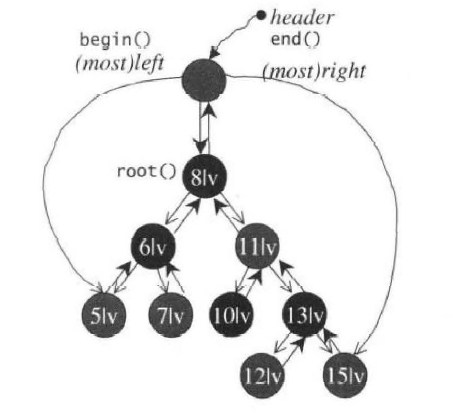 header
begin() end()
(most)left (most)right
root() 8|v
6|v 11|v
5|v 7|v 10|v 13|v
12|v 15|v